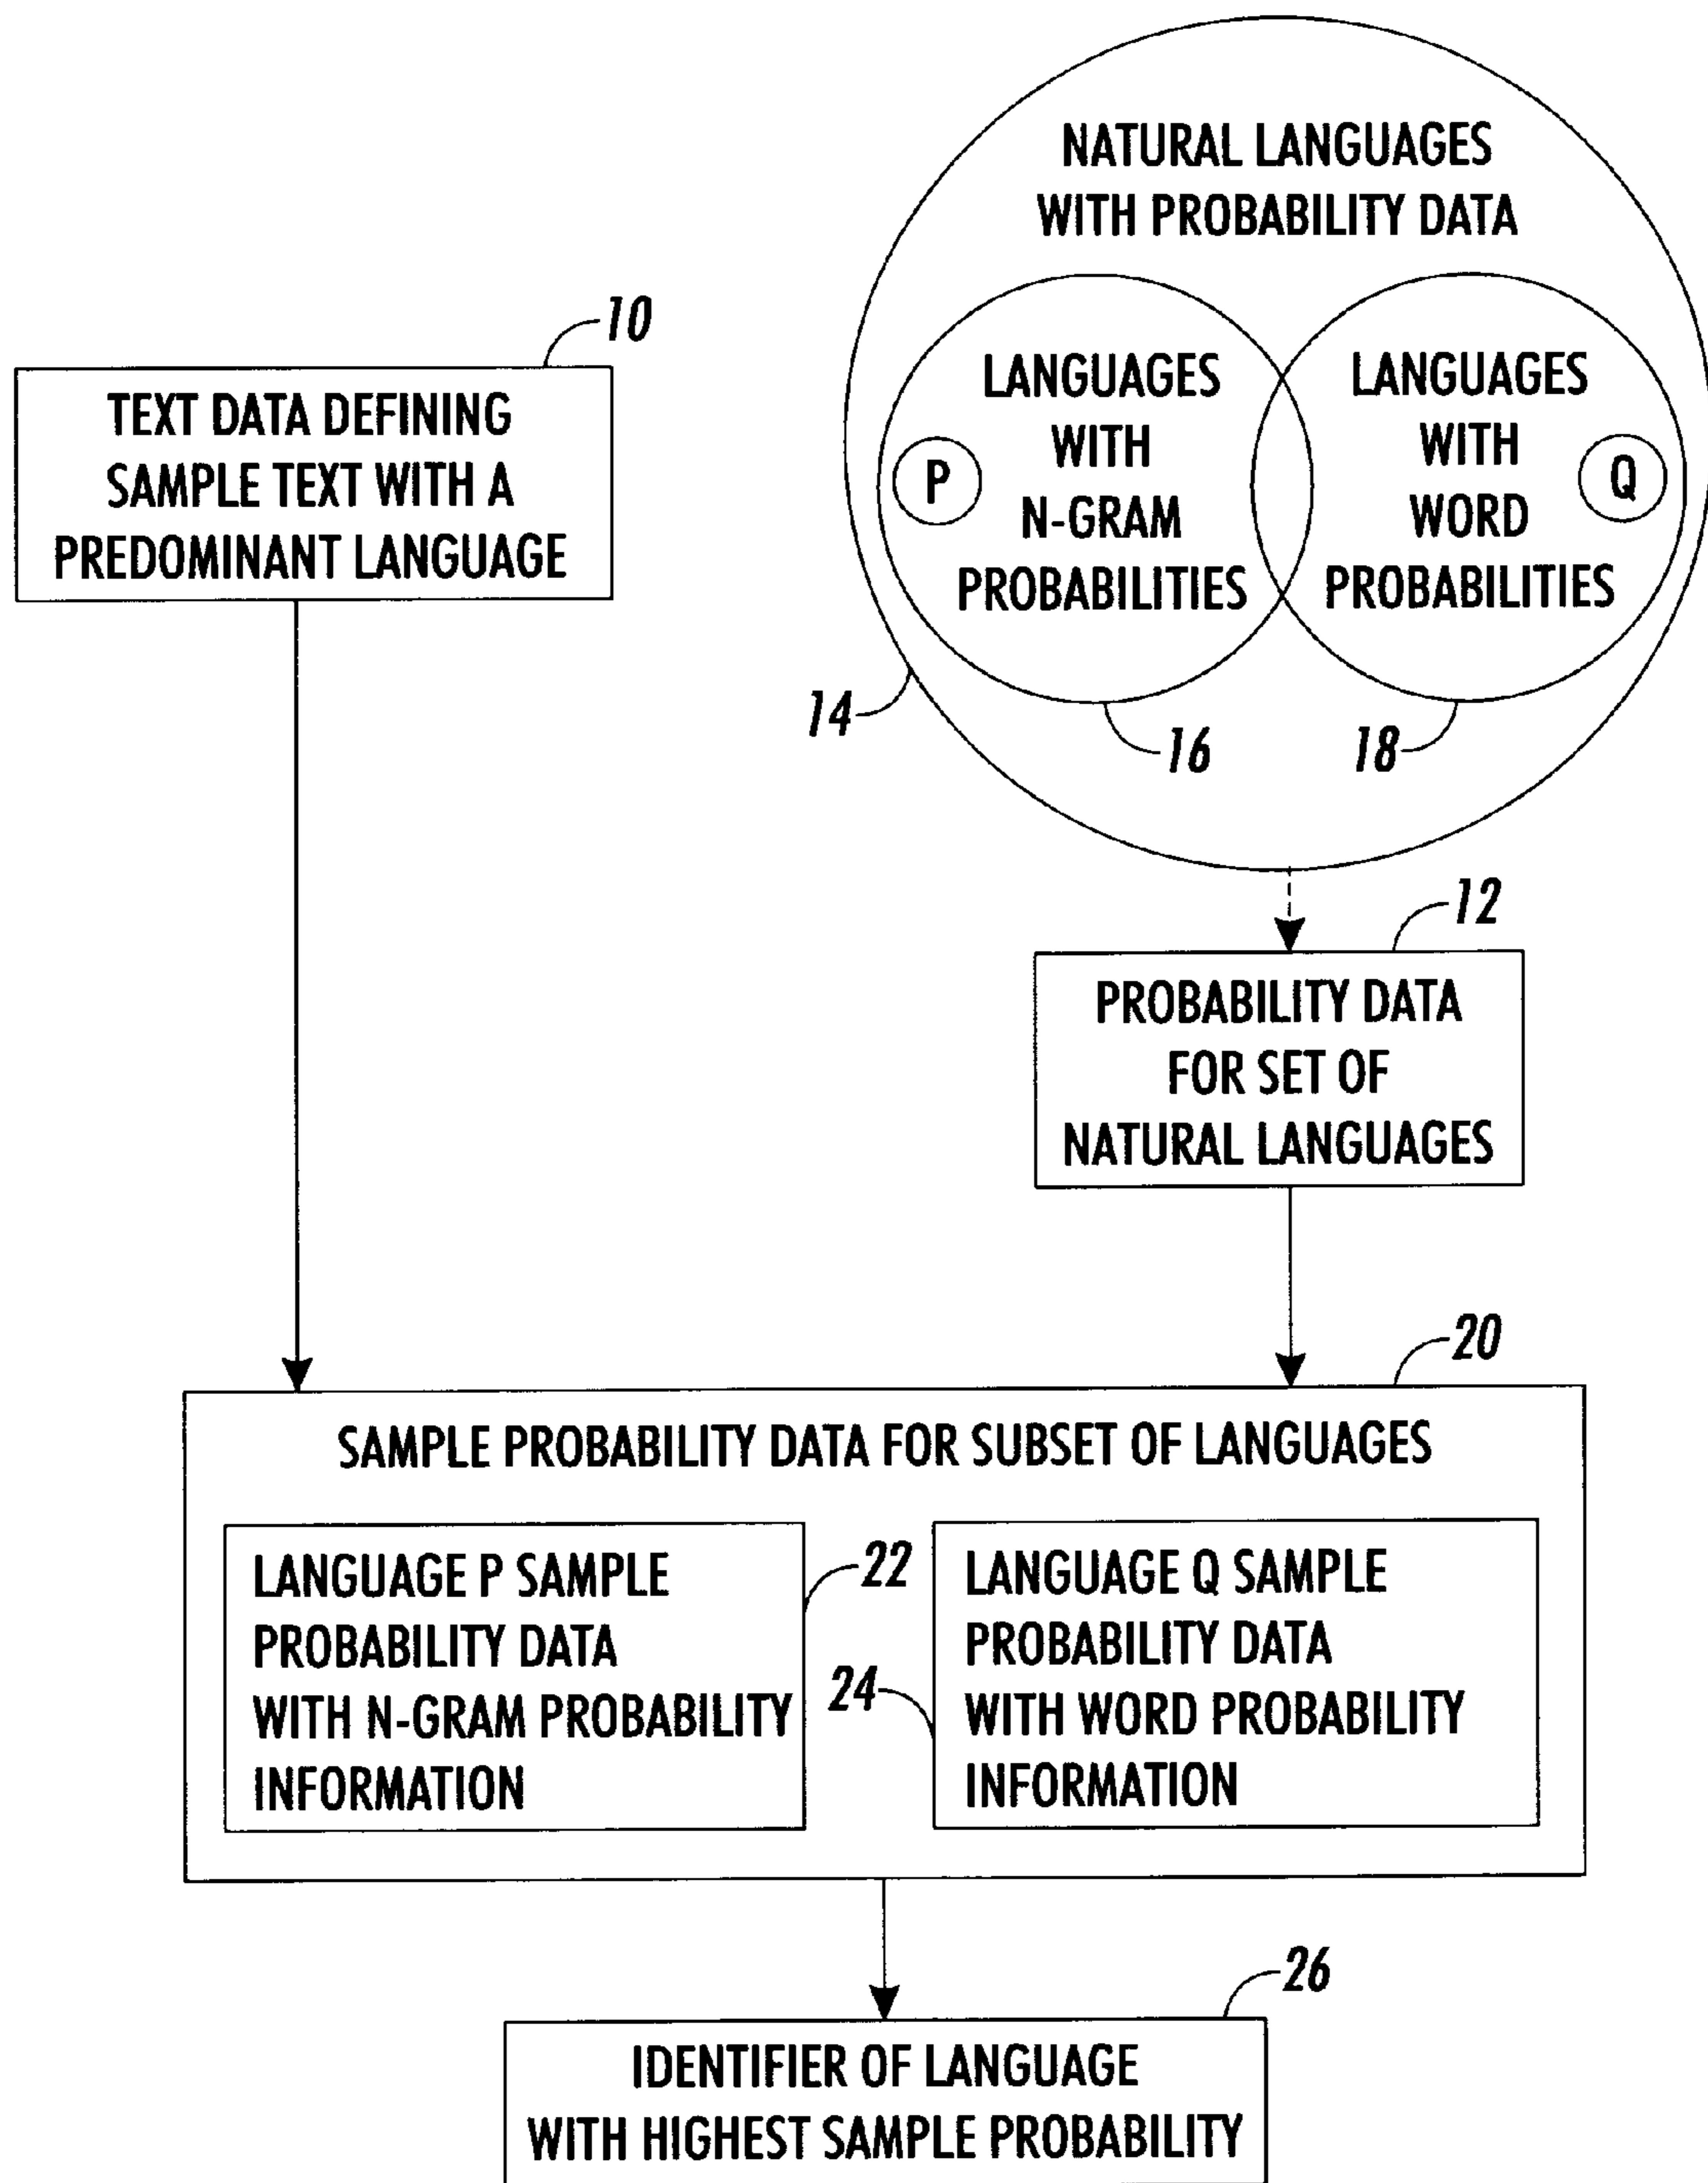 NATURAL LANGUAGES
WITH PROBABILITY DATA
10
TEXT DATA DEFINING
SAMPLE TEXT WITH A
PREDOMINANT LANGUAGE
P
LANGUAGES
WITH
N-GRAM
PROBABILITIES
LANGUAGES
WITH
WORD
PROBABILITIES
Q
14
16
18
12
PROBABILITY DATA
FOR SET OF
NATURAL LANGUAGES
20
SAMPLE PROBABILITY DATA FOR SUBSET OF LANGUAGES
LANGUAGE P SAMPLE
PROBABILITY DATA
WITH N-GRAM PROBABILITY
INFORMATION
22
24
LANGUAGE Q SAMPLE
PROBABILITY DATA
WITH WORD PROBABILITY
INFORMATION
26
IDENTIFIER OF LANGUAGE
WITH HIGHEST SAMPLE PROBABILITY